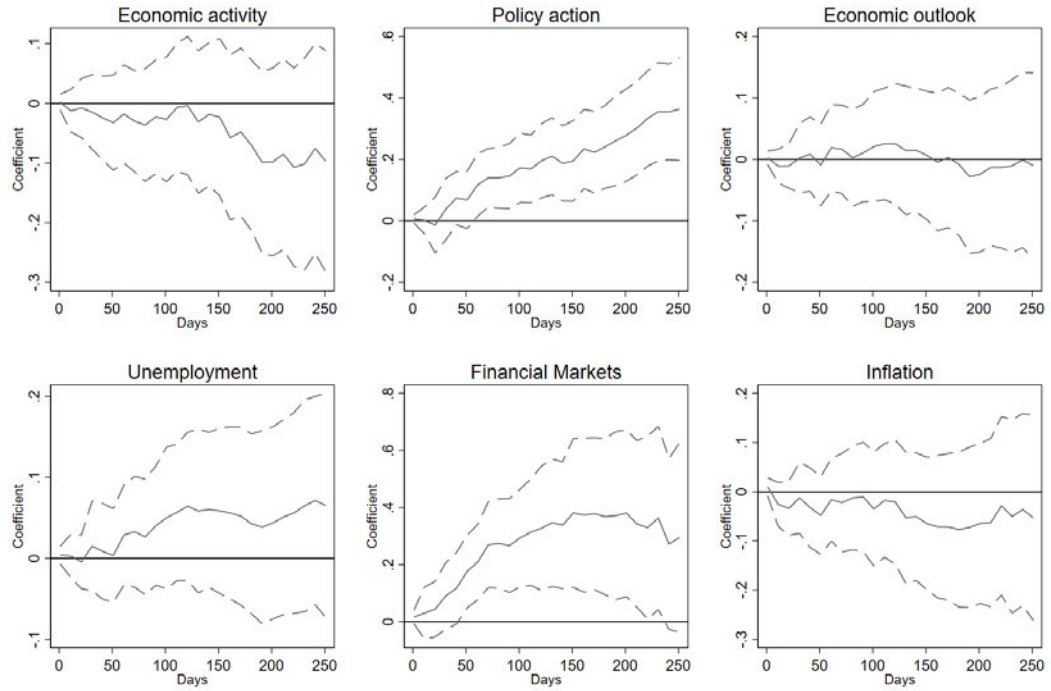 Economic activity
Coefficient
.1
0
-.1
-.2
-.3
0 50 100 150 200 250
Days
Policy action
Coefficient
.6
.4
.2
0
-.2
0 50 100 150 200 250
Days
Economic outlook
Coefficient
.2
.1
0
-.1
-.2
0 50 100 150 200 250
Days
Unemployment
Coefficient
.2
.1
0
-.1
0 50 100 150 200 250
Days
Financial Markets
Coefficient
.8
.6
.4
.2
0
0 50 100 150 200 250
Days
Inflation
Coefficient
.2
.1
0
-.1
-.2
-.3
0 50 100 150 200 250
Days